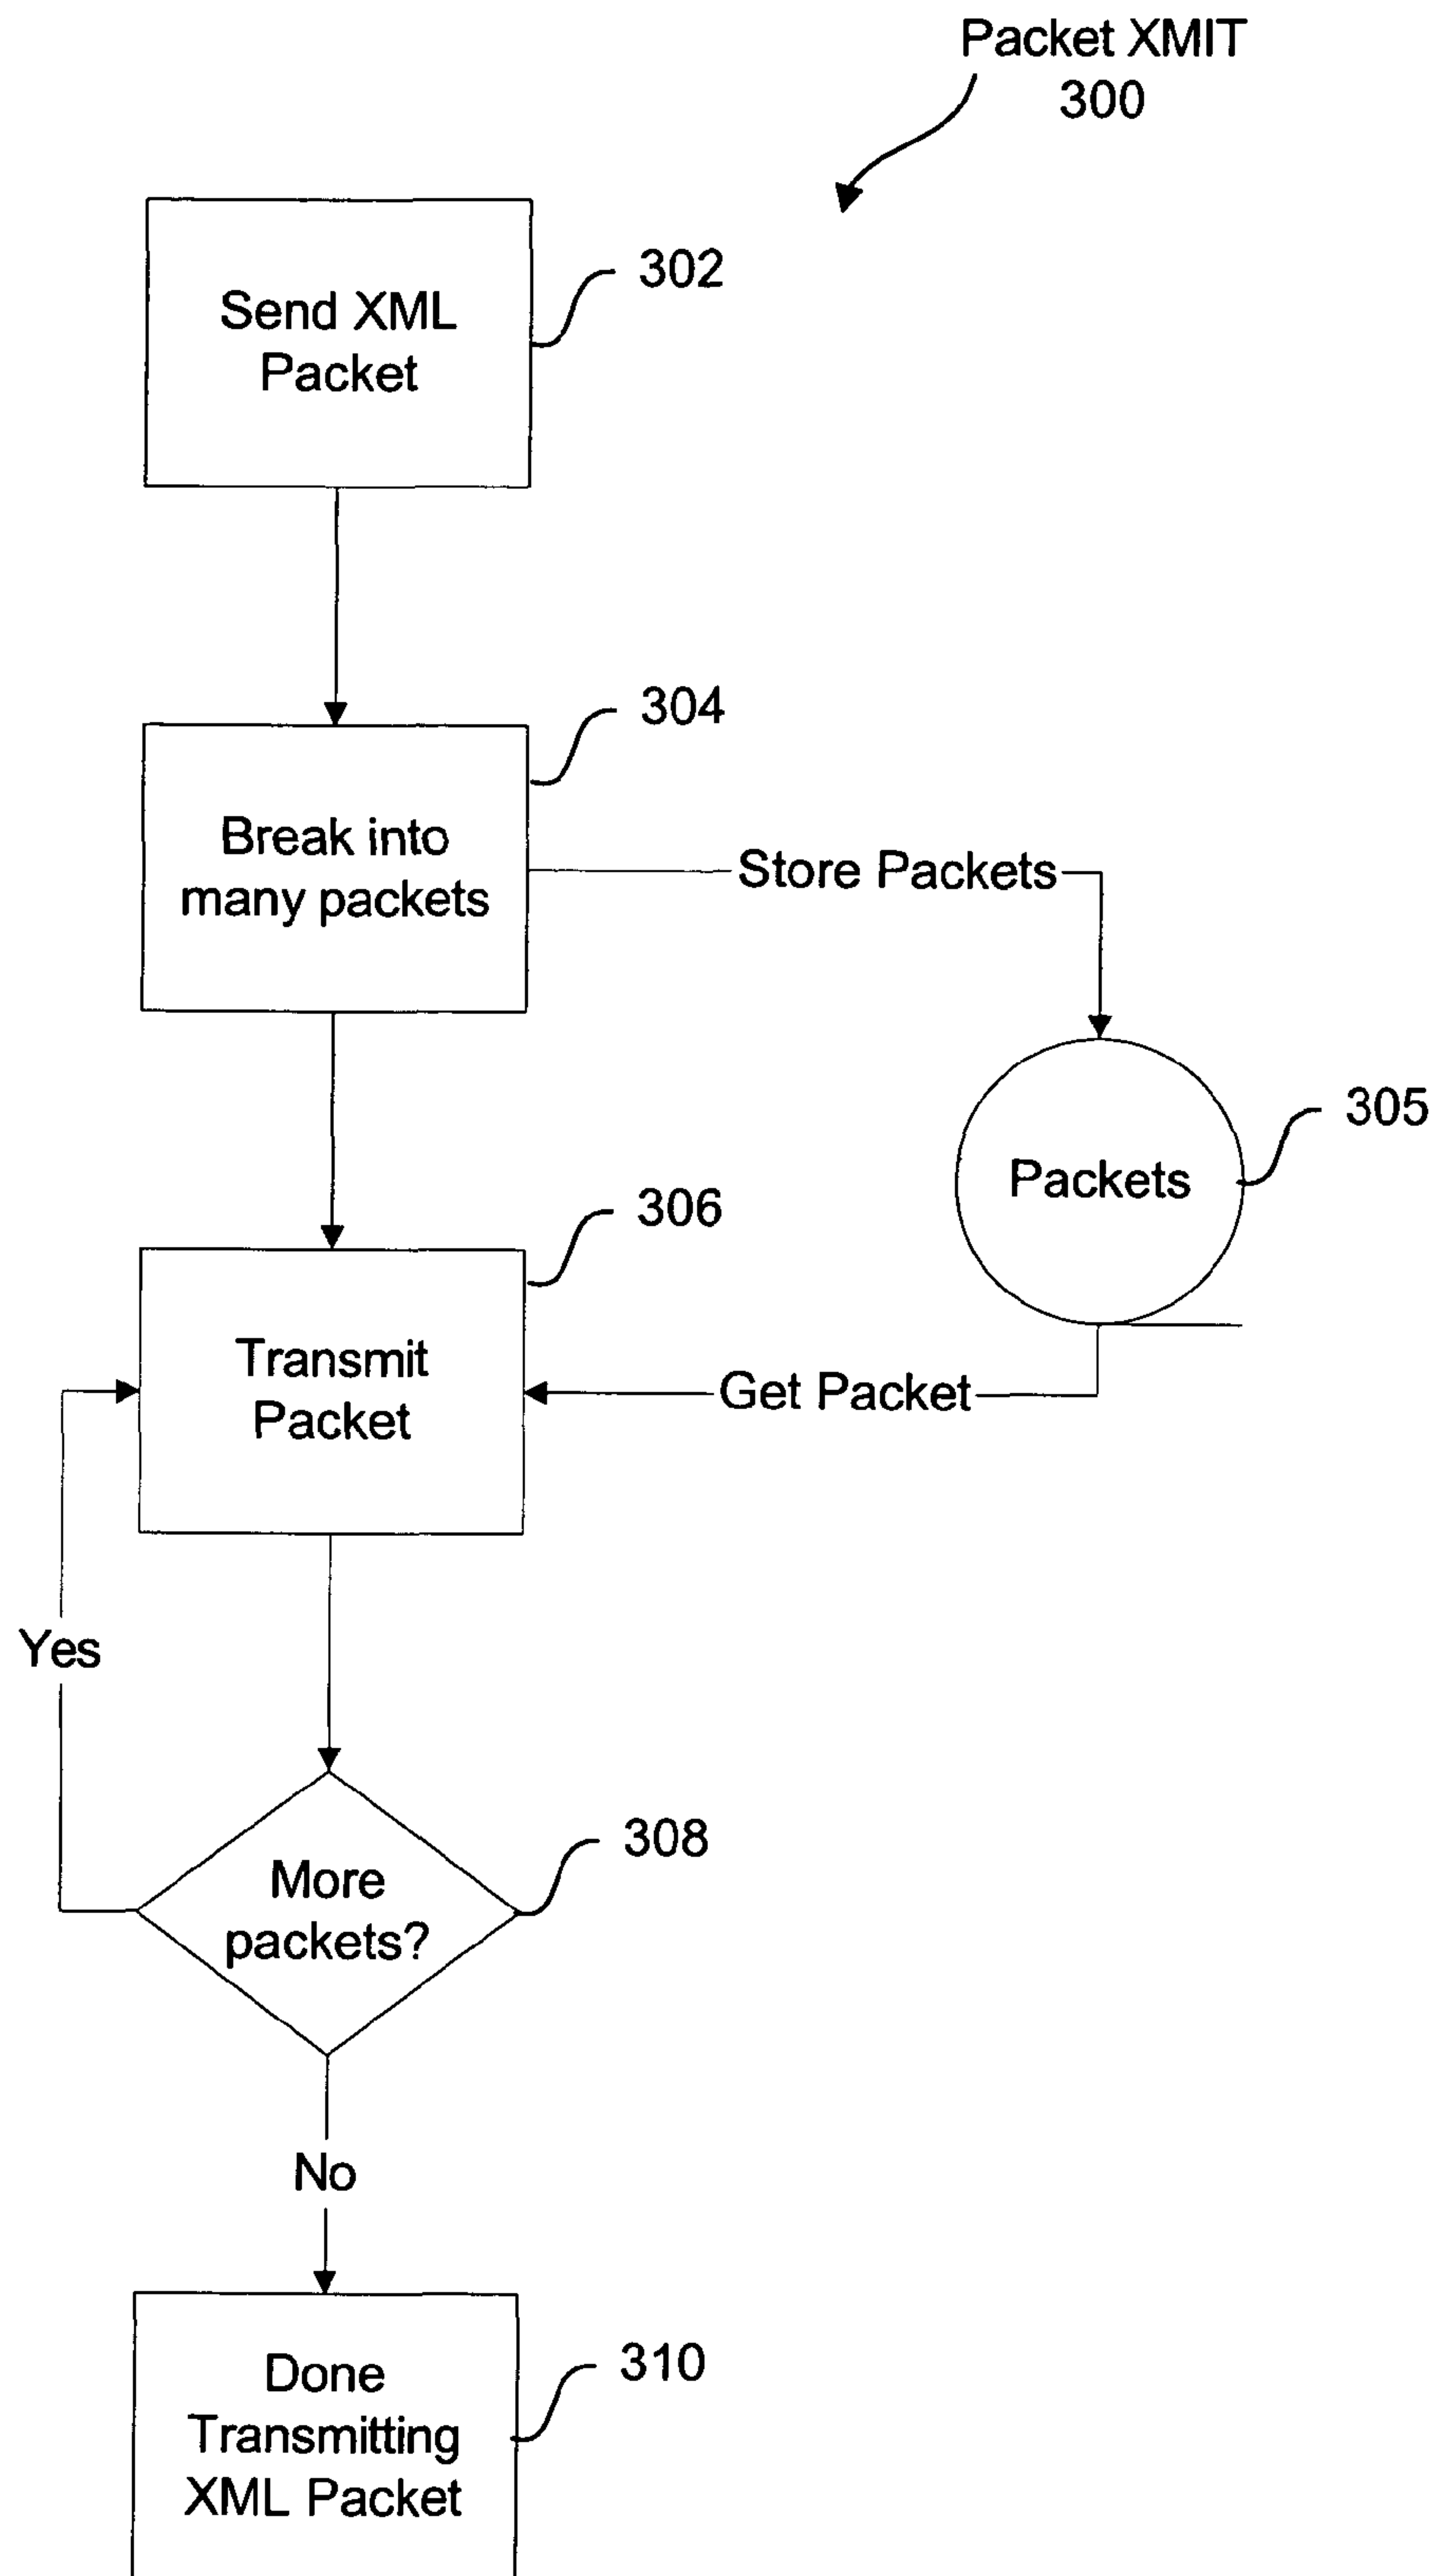 Packet XMIT
300
302
Send XML
Packet
304
Break into
many packets
Store Packets
305
Packets
306
Transmit
Packet
Get Packet
Yes
308
More
packets?
No
310
Done
Transmitting
XML Packet